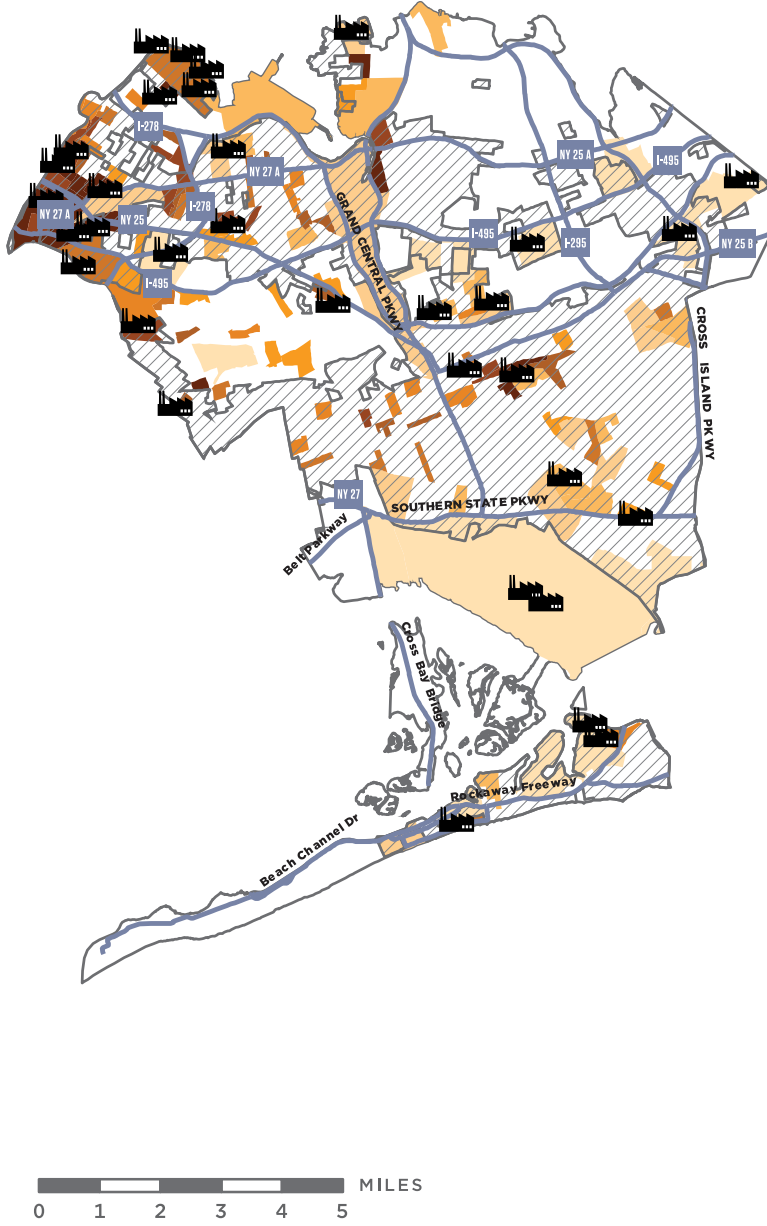 I-278
NY 25 A
I-495
NY 27 A
GRAND CENTRAL PKWY
I-278
NY 27 A
NY 25
I-495
I-295
NY 25 B
I-495
CROSS ISLAND PKWY
NY 27
SOUTHERN STATE PKWY
Belt Parkway
Cross Bay Bridge
Rockaway Freeway
Beach Channel Dr
MILES
0 1 2 3 4 5